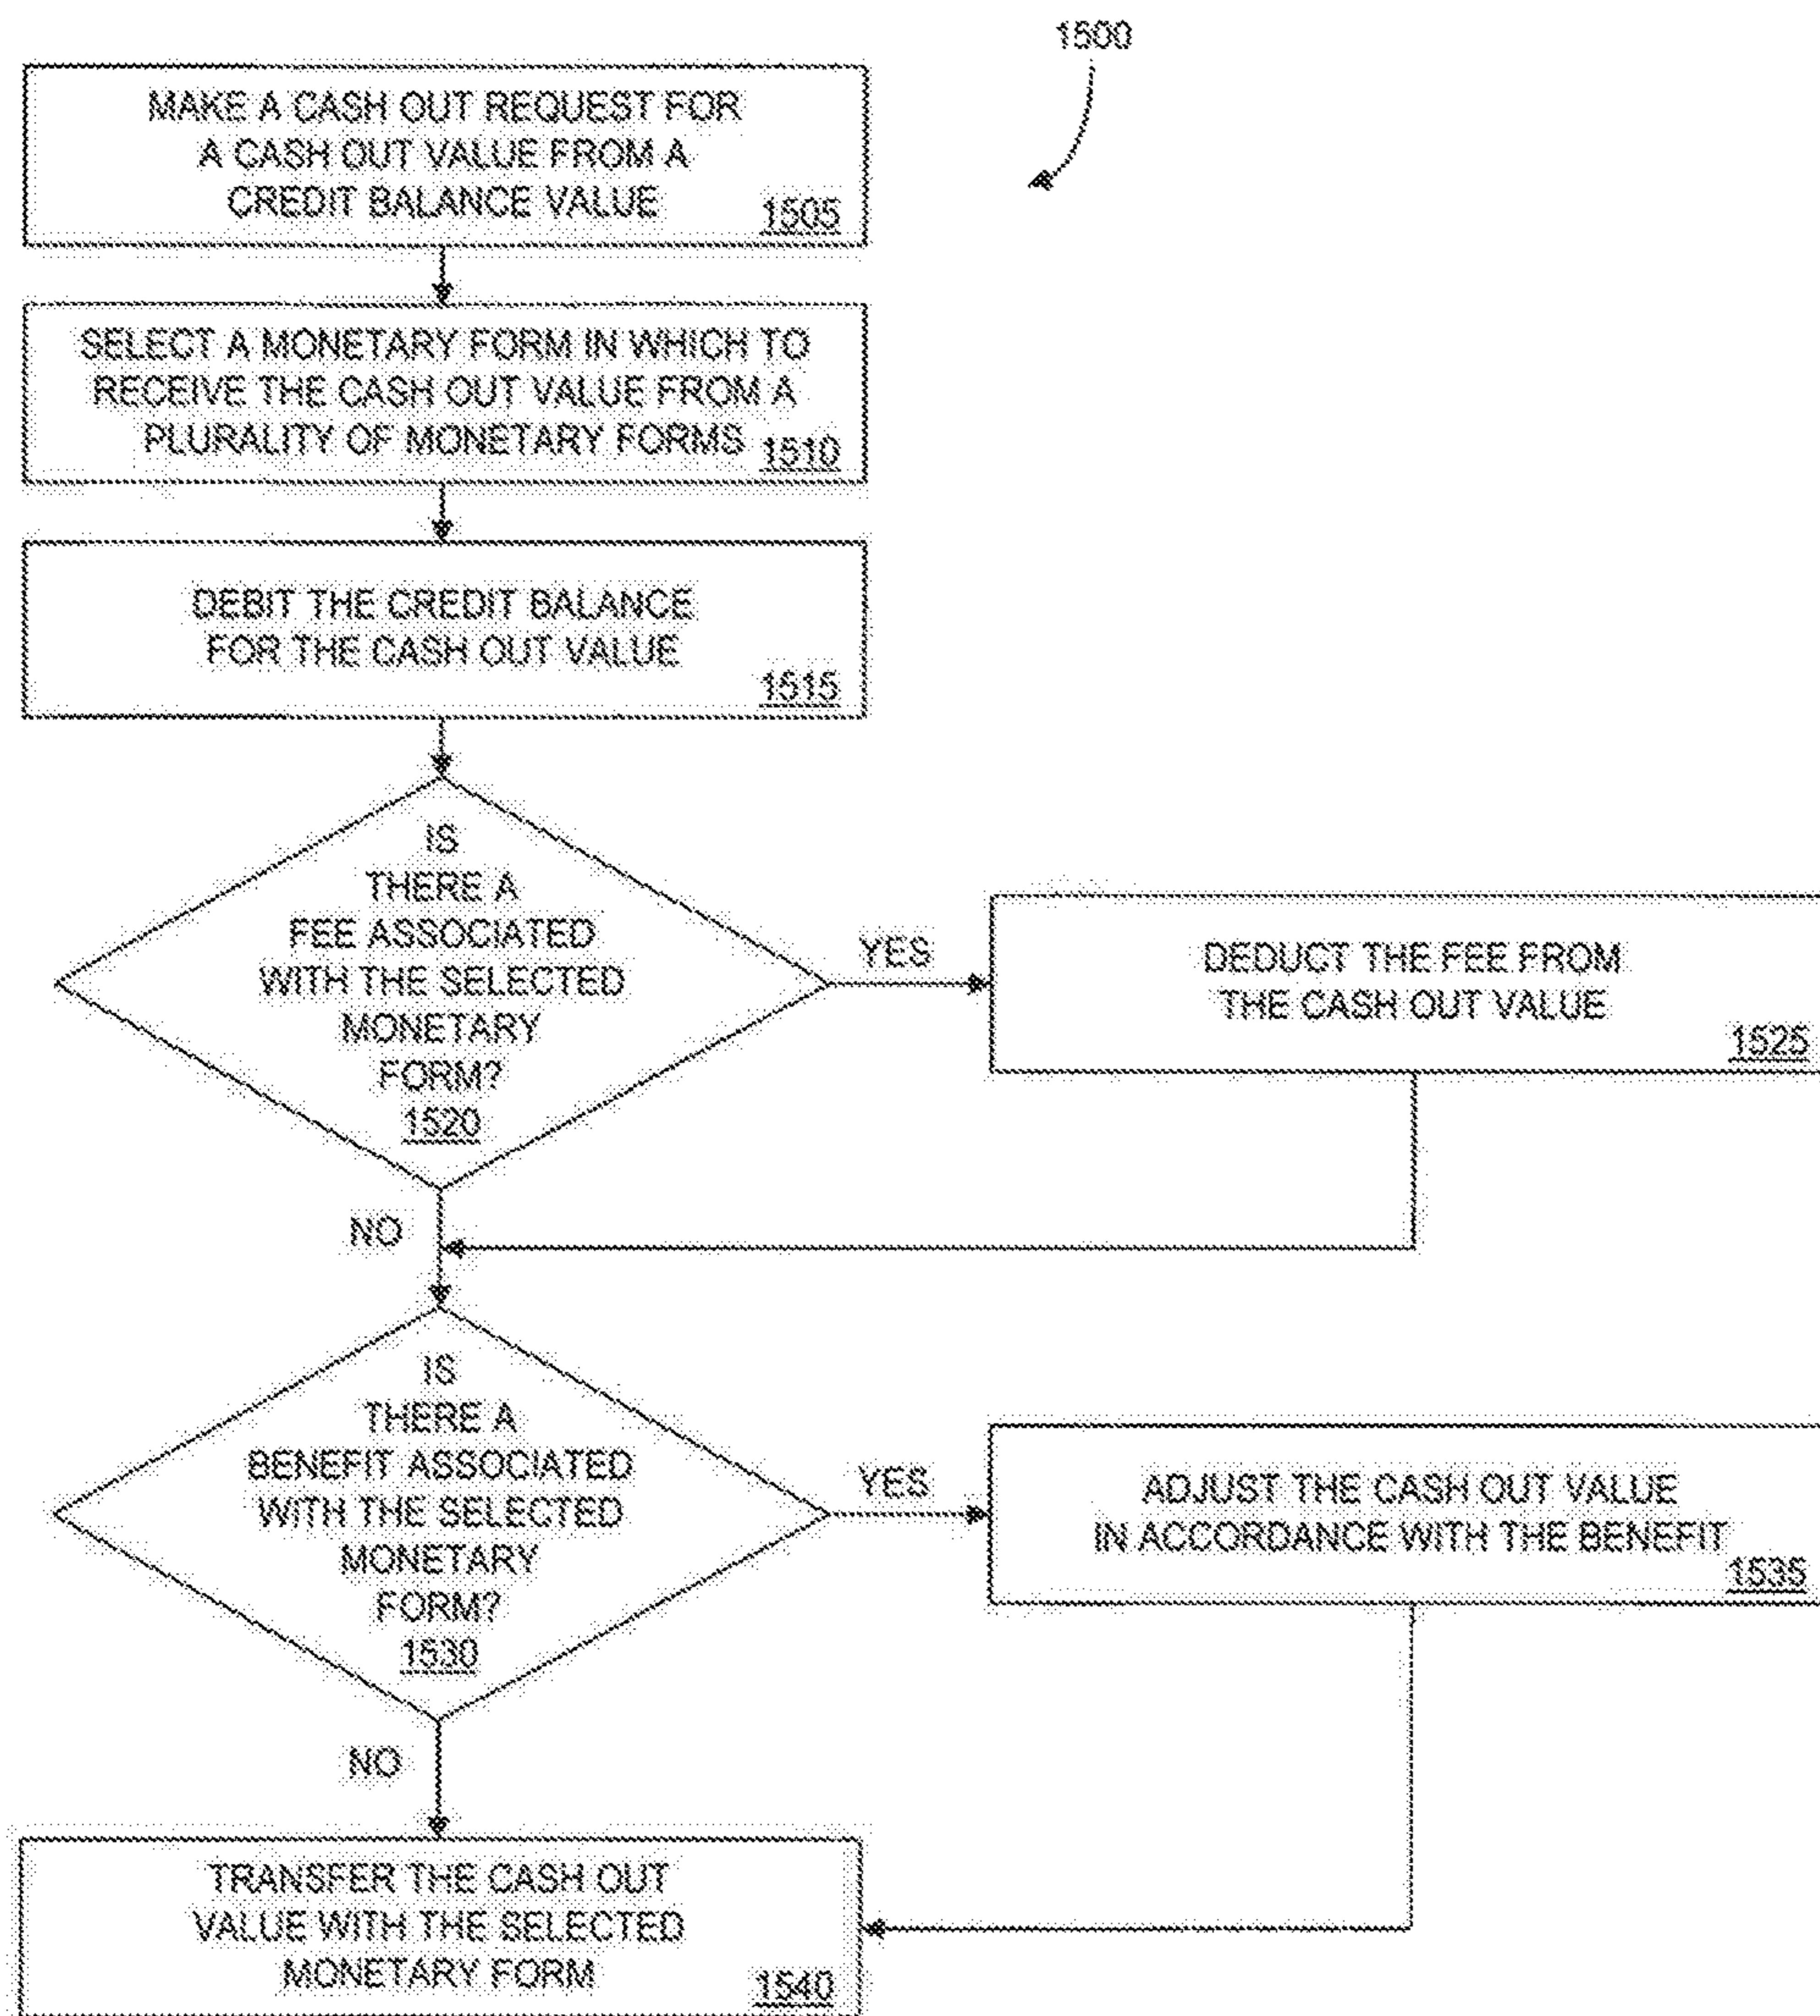 1500
MAKE A CASH OUT REQUEST FOR
A CASH OUT VALUE FROM A
CREDIT BALANCE VALUE
1505
SELECT A MONETARY FORM IN WHICH TO
RECEIVE THE CASH OUT VALUE FROM A
PLURALITY OF MONETARY FORMS
1510
DEBIT THE CREDIT BALANCE
FOR THE CASH OUT VALUE
1515
IS
THERE A
FEE ASSOCIATED
WITH THE SELECTED
MONETARY
FORM?
1520
YES
DEDUCT THE FEE FROM
THE CASH OUT VALUE
1525
NO
IS
THERE A
BENEFIT ASSOCIATED
WITH THE SELECTED
MONETARY
FORM?
1530
YES
ADJUST THE CASH OUT VALUE
IN ACCORDANCE WITH THE BENEFIT
1535
NO
TRANSFER THE CASH OUT
VALUE WITH THE SELECTED
MONETARY FORM
1540